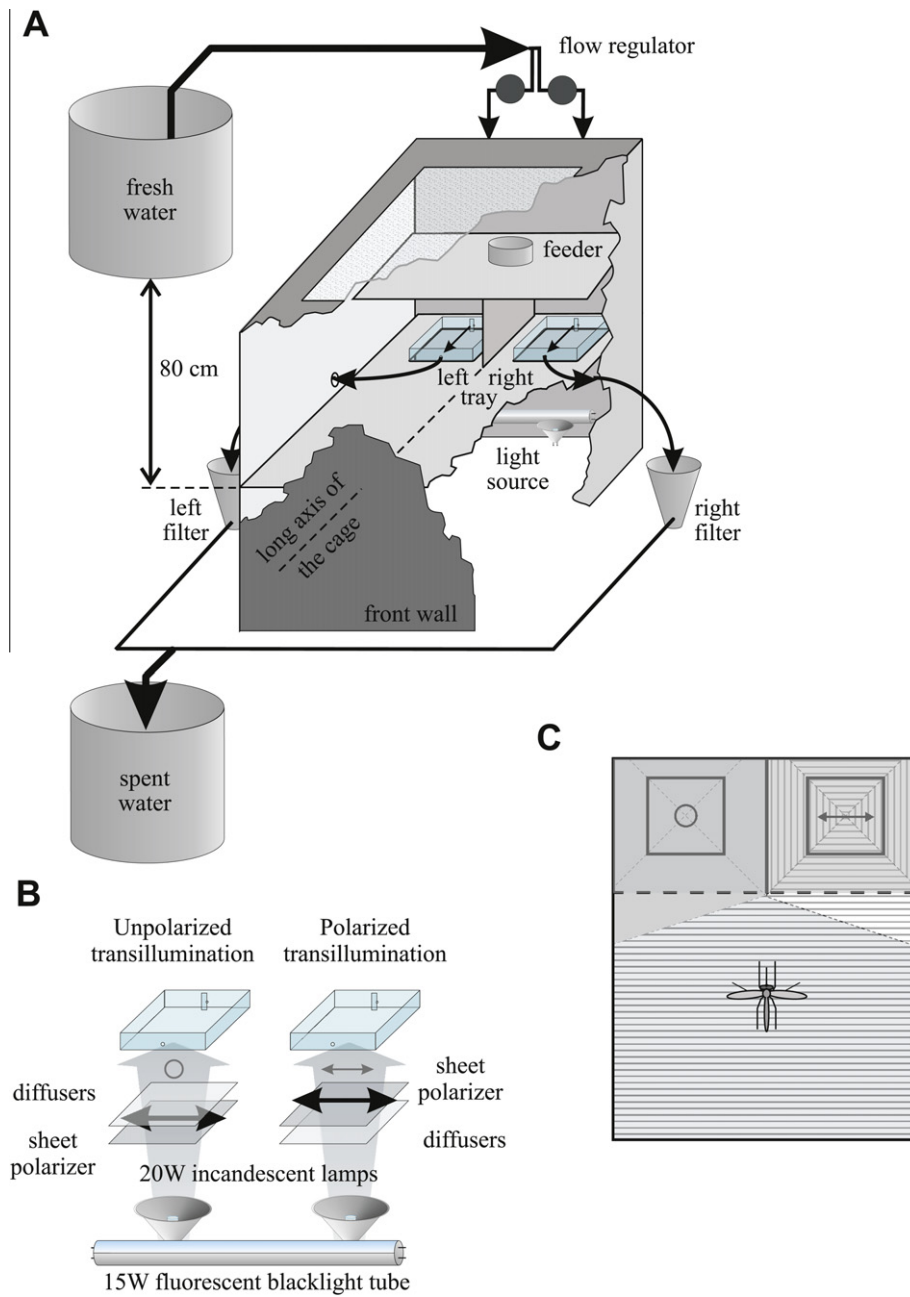 A
flow regulator
fresh
water
feeder
80 cm
left
right
tray
light
source
left
filter
right
filter
long axis of
the cage
front wall
spent
water
C
B
Unpolarized
transillumination
Polarized
transillumination
diffusers
sheet
polarizer
sheet
polarizer
diffusers
20W incandescent lamps
15W fluorescent blacklight tube